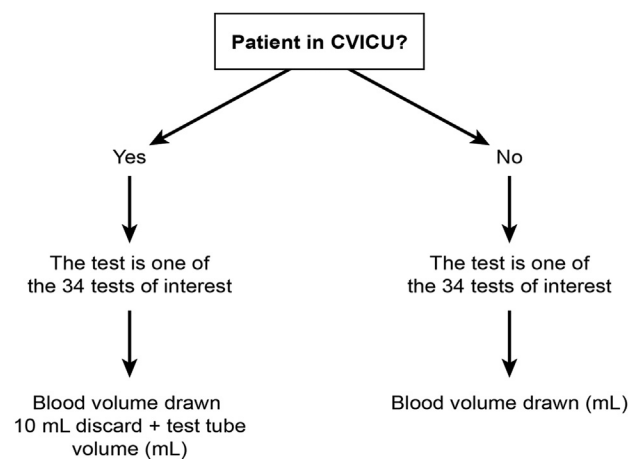 Patient in CVICU?
Yes
No
The test is one of
the 34 tests of interest
The test is one of
the 34 tests of interest
Blood volume drawn
10 mL discard + test tube
volume (mL)
Blood volume drawn (mL)